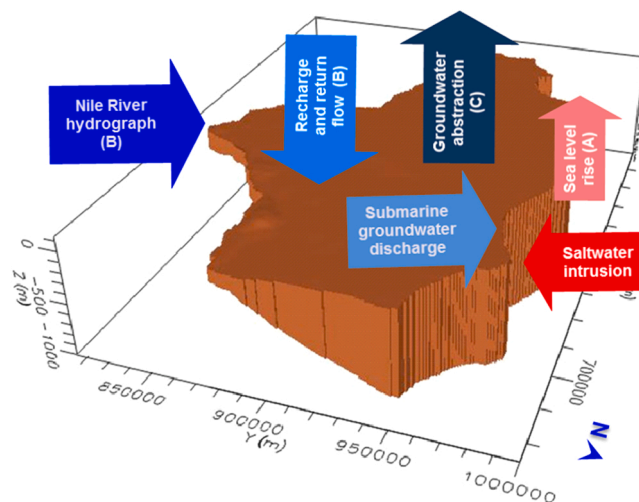 Nile River
hydrograph
(B)
Recharge
and return
flow (B)
Groundwater
abstraction
(C)
Sea level
rise (A)
Submarine
groundwater
discharge
Saltwater
intrusion
0
-500
-1000
Z (m)
850000
900000
950000
1000000
Y (m)
700000
m)
N